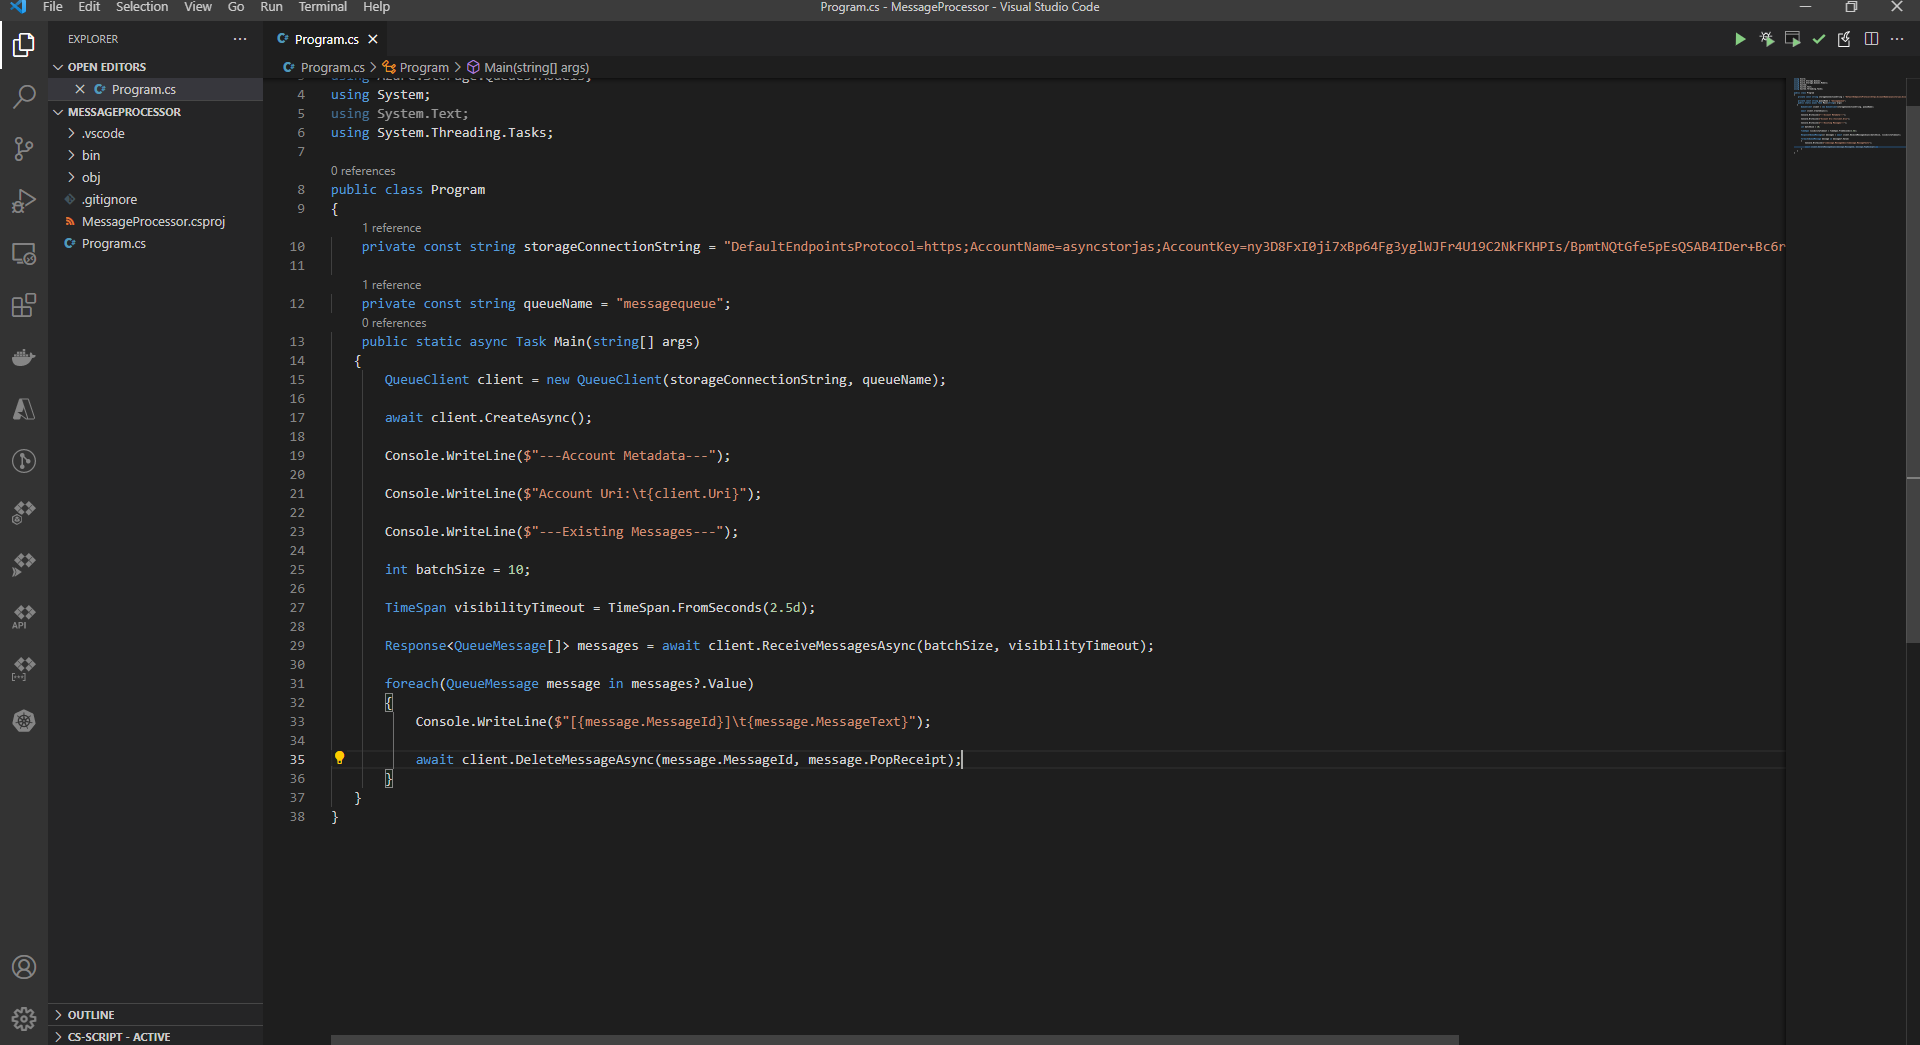 File Edit Selection View Go Run Terminal Help
Program.cs - MessageProcessor - Visual Studio Code
EXPLORER
OPEN EDITORS
Program.cs
MESSAGEPROCESSOR
.vscode
bin
obj
.gitignore
MessageProcessor.csproj
Program.cs
OUTLINE
CS-SCRIPT - ACTIVE
API
Program.cs
Program.cs > Program > Main(string[] args)
3 using Azure.Storage.Queues.Models;
4 using System;
5 using System.Text;
6 using System.Threading.Tasks;
7
0 references
8 public class Program
9 {
1 reference
10 private const string storageConnectionString = "DefaultEndpointsProtocol=https;AccountName=asyncstorjas;AccountKey=ny3D8FxI0ji7xBp64Fg3yglWJFr4U19C2NkFKHPIs/BpmtNQtGfe5pEsQSAB4IDer+Bc6r
11
1 reference
12 private const string queueName = "messagequeue";
0 references
13 public static async Task Main(string[] args)
14 {
15 QueueClient client = new QueueClient(storageConnectionString, queueName);
16
17 await client.CreateAsync();
18
19 Console.WriteLine($"---Account Metadata---");
20
21 Console.WriteLine($"Account Uri:\t{client.Uri}");
22
23 Console.WriteLine($"---Existing Messages---");
24
25 int batchSize = 10;
26
27 TimeSpan visibilityTimeout = TimeSpan.FromSeconds(2.5d);
28
29 Response<QueueMessage[]> messages = await client.ReceiveMessagesAsync(batchSize, visibilityTimeout);
30
31 foreach(QueueMessage message in messages?.Value)
32 {
33 Console.WriteLine($"[{message.MessageId}]\t{message.MessageText}");
34
35 await client.DeleteMessageAsync(message.MessageId, message.PopReceipt);
36 }
37 }
38 }